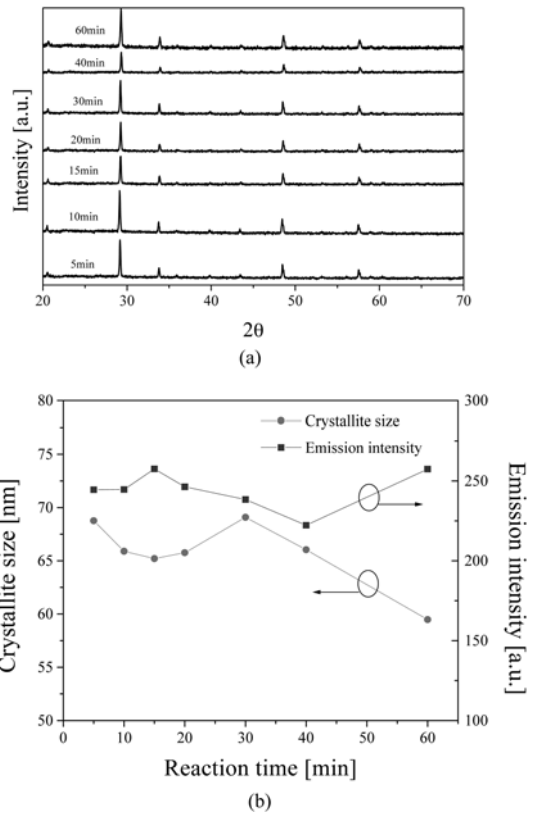 Intensity [a.u.]
60min
40min
30min
20min
15min
10min
5min
20 30 40 50 60 70
2θ
(a)
Crystallite size [nm]
80
75
70
65
60
55
50
Crystallite size
Emission intensity
300
250
200
150
100
Emission intensity [a.u.]
0 10 20 30 40 50 60
Reaction time [min]
(b)